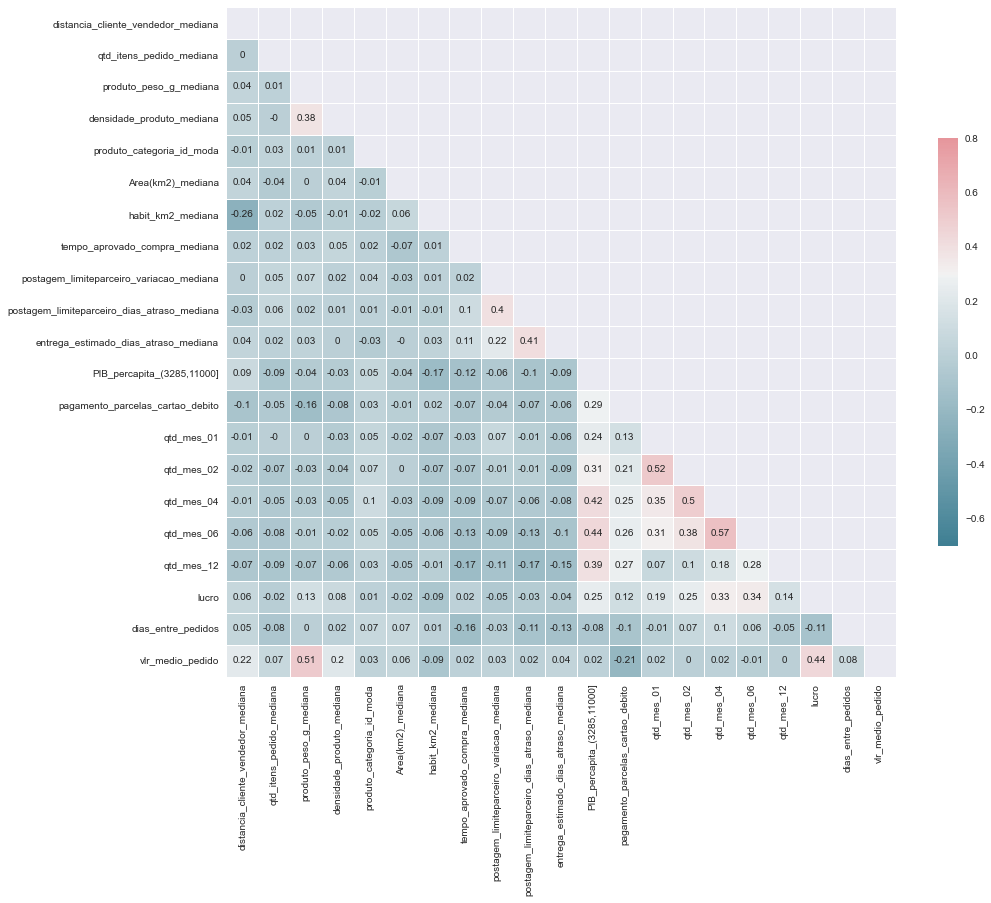 distancia_cliente_vendedor_mediana
qtd_itens_pedido_mediana 0
produto_peso_g_mediana 0.04 0.01
densidade_produto_mediana 0.05 -0 0.38
produto_categoria_id_moda -0.01 0.03 0.01 0.01
Area(km2)_mediana 0.04 -0.04 0 0.04 -0.01
habit_km2_mediana -0.26 0.02 -0.05 -0.01 -0.02 0.06
tempo_aprovado_compra_mediana 0.02 0.02 0.03 0.05 0.02 -0.07 0.01
postagem_limiteparceiro_variacao_mediana 0 0.05 0.07 0.02 0.04 -0.03 0.01 0.02
postagem_limiteparceiro_dias_atraso_mediana -0.03 0.06 0.02 0.01 0.01 -0.01 -0.01 0.1 0.4
entrega_estimado_dias_atraso_mediana 0.04 0.02 0.03 0 -0.03 -0 0.03 0.11 0.22 0.41
PIB_percapita_(3285,11000] 0.09 -0.09 -0.04 -0.03 0.05 -0.04 -0.17 -0.12 -0.06 -0.1 -0.09
pagamento_parcelas_cartao_debito -0.1 -0.05 -0.16 -0.08 0.03 -0.01 0.02 -0.07 -0.04 -0.07 -0.06 0.29
qtd_mes_01 -0.01 -0 0 -0.03 0.05 -0.02 -0.07 -0.03 0.07 -0.01 -0.06 0.24 0.13
qtd_mes_02 -0.02 -0.07 -0.03 -0.04 0.07 0 -0.07 -0.07 -0.01 -0.01 -0.09 0.31 0.21 0.52
qtd_mes_04 -0.01 -0.05 -0.03 -0.05 0.1 -0.03 -0.09 -0.09 -0.07 -0.06 -0.08 0.42 0.25 0.35 0.5
qtd_mes_06 -0.06 -0.08 -0.01 -0.02 0.05 -0.05 -0.06 -0.13 -0.09 -0.13 -0.1 0.44 0.26 0.31 0.38 0.57
qtd_mes_12 -0.07 -0.09 -0.07 -0.06 0.03 -0.05 -0.01 -0.17 -0.11 -0.17 -0.15 0.39 0.27 0.07 0.1 0.18 0.28
lucro 0.06 -0.02 0.13 0.08 0.01 -0.02 -0.09 0.02 -0.05 -0.03 -0.04 0.25 0.12 0.19 0.25 0.33 0.34 0.14
dias_entre_pedidos 0.05 -0.08 0 0.02 0.07 0.07 0.01 -0.16 -0.03 -0.11 -0.13 -0.08 -0.1 -0.01 0.07 0.1 0.06 -0.05 -0.11
vlr_medio_pedido 0.22 0.07 0.51 0.2 0.03 0.06 -0.09 0.02 0.03 0.02 0.04 0.02 -0.21 0.02 0 0.02 -0.01 0 0.44 0.08
distancia_cliente_vendedor_mediana
qtd_itens_pedido_mediana
produto_peso_g_mediana
densidade_produto_mediana
produto_categoria_id_moda
Area(km2)_mediana
habit_km2_mediana
tempo_aprovado_compra_mediana
postagem_limiteparceiro_variacao_mediana
postagem_limiteparceiro_dias_atraso_mediana
entrega_estimado_dias_atraso_mediana
PIB_percapita_(3285,11000]
pagamento_parcelas_cartao_debito
qtd_mes_01
qtd_mes_02
qtd_mes_04
qtd_mes_06
qtd_mes_12
lucro
dias_entre_pedidos
vlr_medio_pedido
0.8
0.6
0.4
0.2
0.0
−0.2
−0.4
−0.6